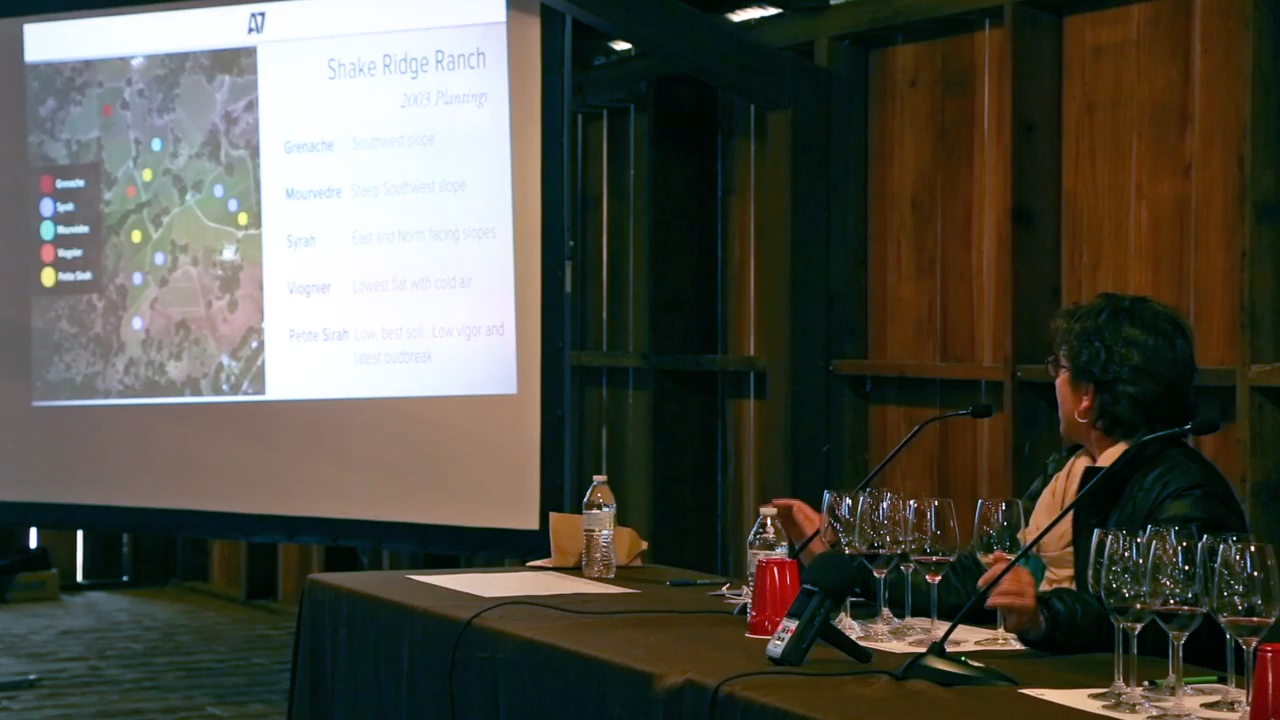 A7
Shake Ridge Ranch
2003 Plantings
Grenache Southwest slope
Mourvedre Steep Southwest slope
Syrah East and North facing slopes
Viognier Lowest flat with cold air
Petite Sirah Low, best soil. Low vigor and
latest budbreak
Grenache
Syrah
Mourvedre
Viognier
Petite Sirah